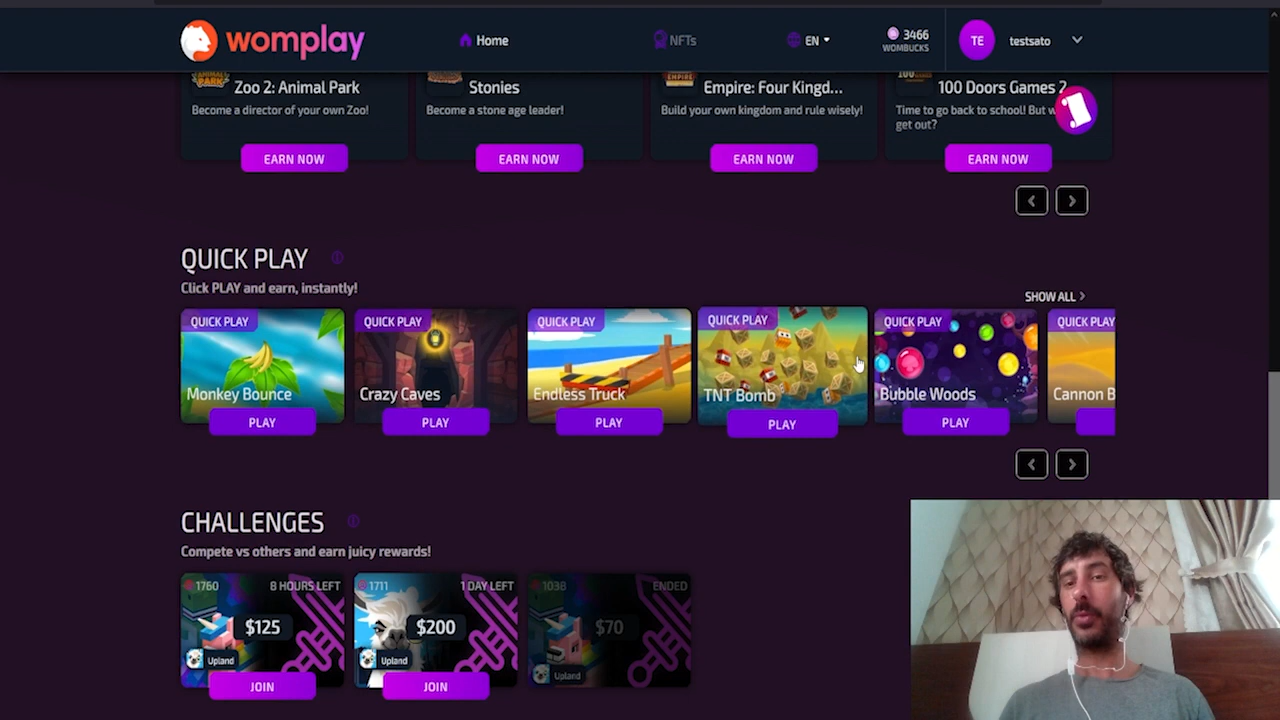 womplay
Home
NFTs
EN
3466
WOMBUCKS
TE
testsato
ANIMAL
PARK
Zoo 2: Animal Park
Become a director of your own Zoo!
EARN NOW
Stonies
Become a stone age leader!
EARN NOW
EMPIRE
Empire: Four Kingd...
Build your own kingdom and rule wisely!
EARN NOW
100 Doors Games 2
Time to go back to school! But w
get out?
EARN NOW
QUICK PLAY
Click PLAY and earn, instantly!
SHOW ALL >
QUICK PLAY
Monkey Bounce
PLAY
QUICK PLAY
Crazy Caves
PLAY
QUICK PLAY
Endless Truck
PLAY
QUICK PLAY
TNT Bomb
PLAY
QUICK PLAY
Bubble Woods
PLAY
QUICK PLAY
Cannon B
CHALLENGES
Compete vs others and earn juicy rewards!
1760
8 HOURS LEFT
$125
Upland
JOIN
1711
1 DAY LEFT
$200
Upland
JOIN
1038
ENDED
$70
Upland